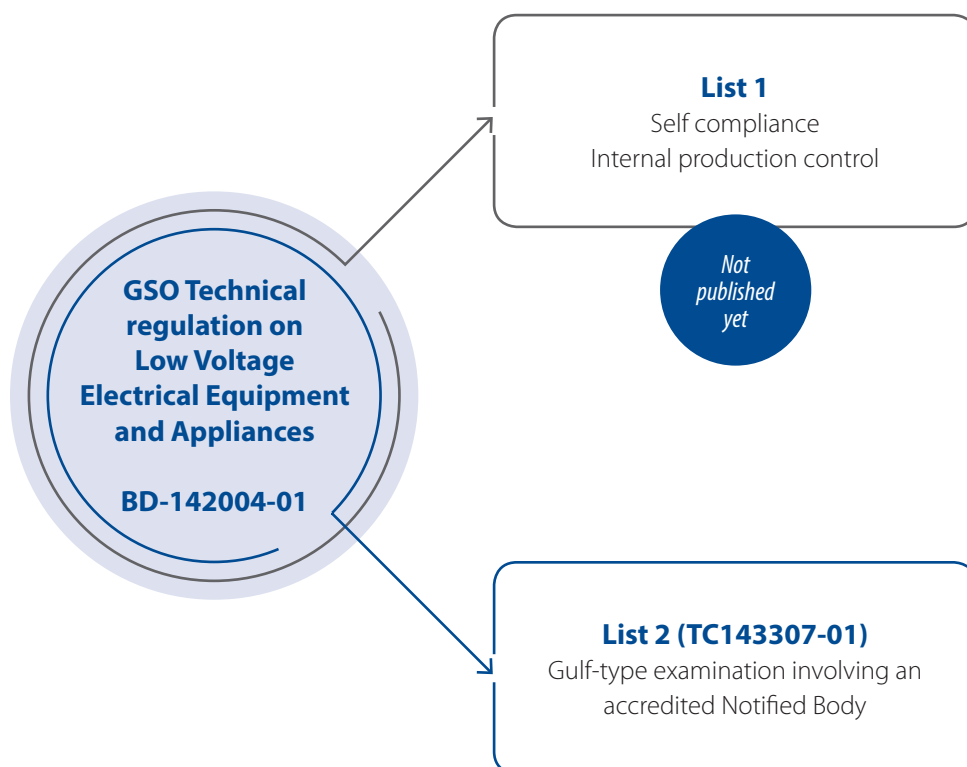 List 1
Self compliance
Internal production control
Not
published
yet
GSO Technical
regulation on
Low Voltage
Electrical Equipment
and Appliances
BD-142004-01
List 2 (TC143307-01)
Gulf-type examination involving an
accredited Notified Body